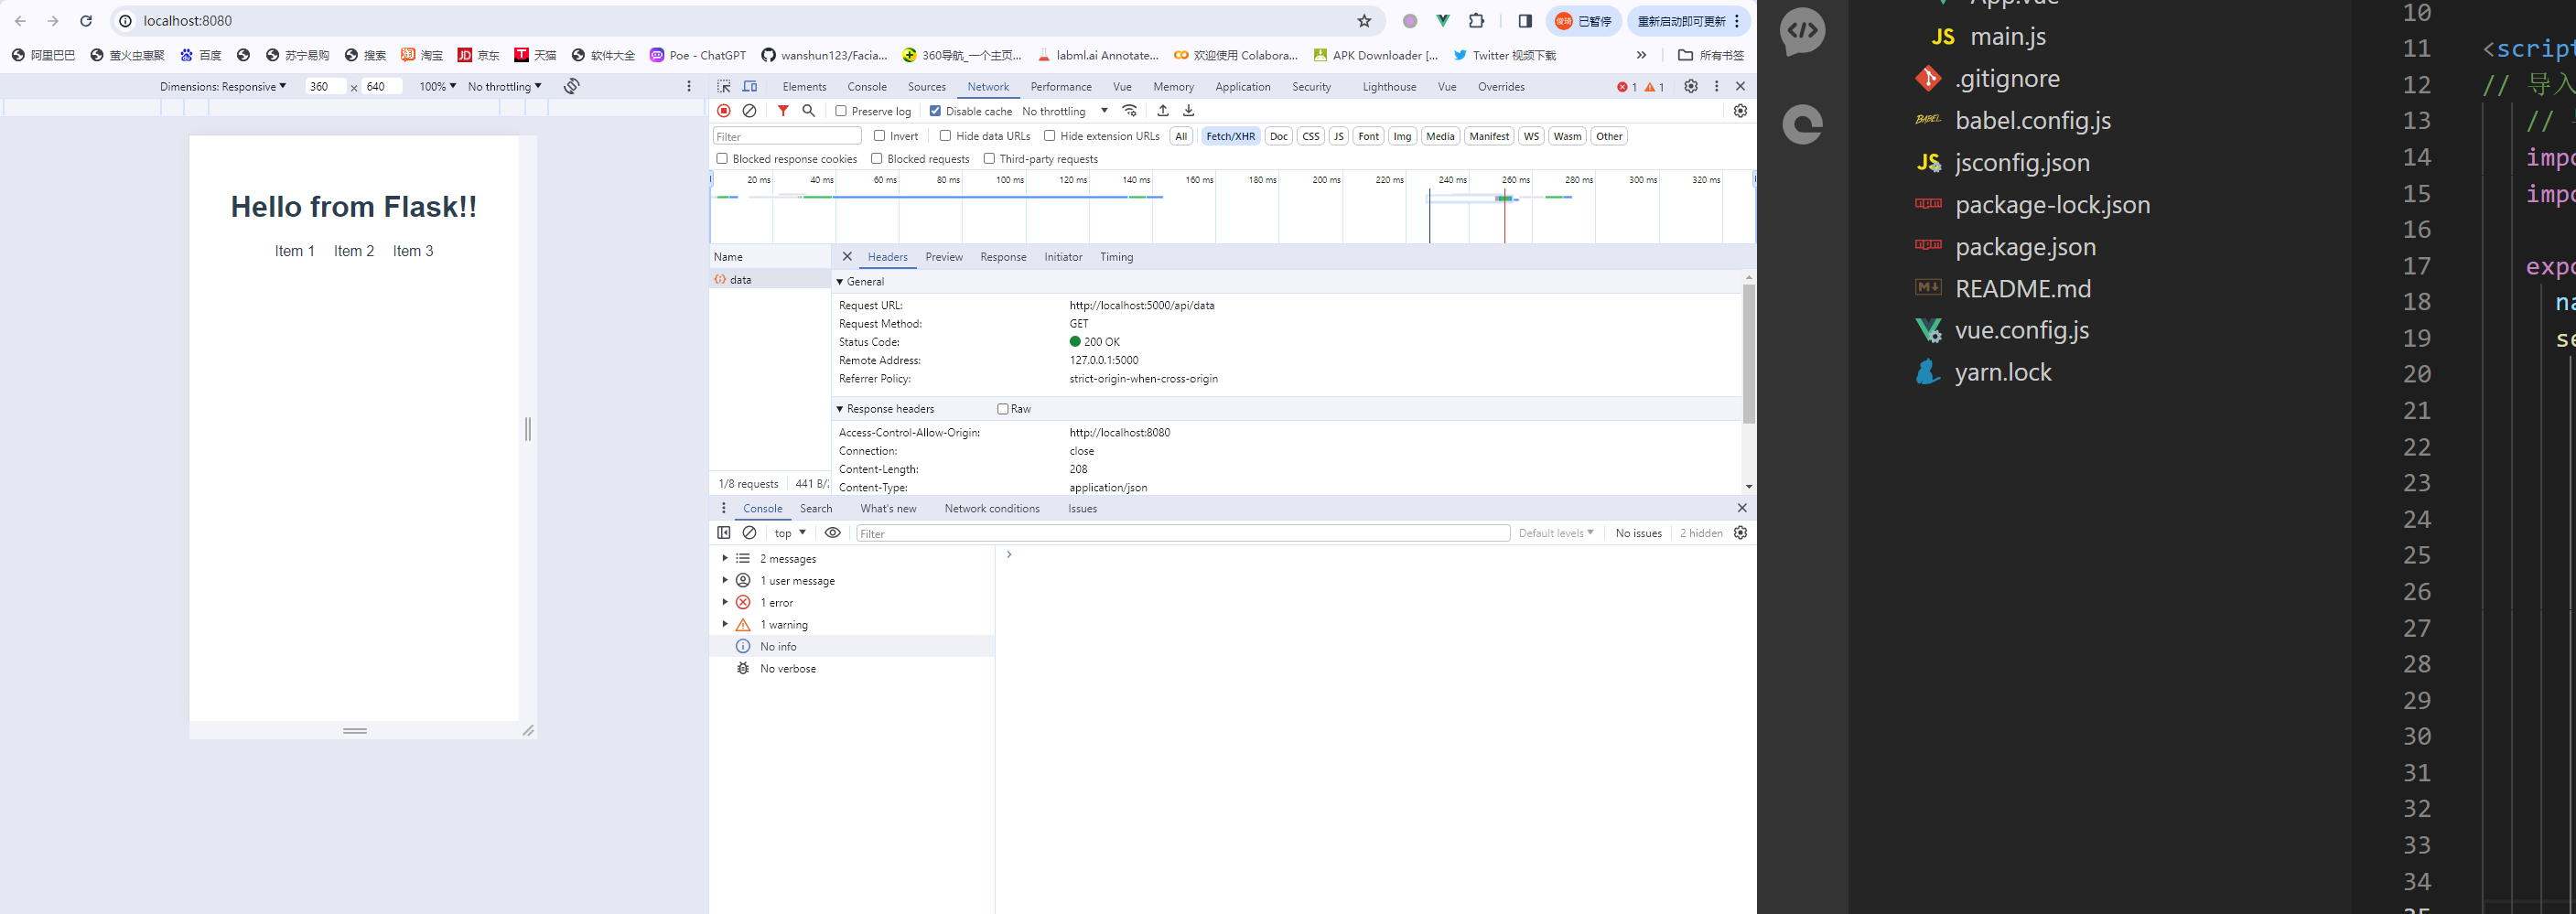 localhost:8080
俊琦 已暂停
重新启动即可更新
阿里巴巴 萤火虫惠聚 百度 苏宁易购 搜索 淘宝 京东 天猫 软件大全 Poe - ChatGPT wanshun123/Facia... 360导航_一个主页... labml.ai Annotate... 欢迎使用 Colabora... APK Downloader [... Twitter 视频下载 » 所有书签
Dimensions: Responsive 360 × 640 100% No throttling
Elements Console Sources Network Performance Vue Memory Application Security Lighthouse Vue Overrides 1 1
Preserve log Disable cache No throttling
Filter Invert Hide data URLs Hide extension URLs All Fetch/XHR Doc CSS JS Font Img Media Manifest WS Wasm Other
Blocked response cookies Blocked requests Third-party requests
20 ms 40 ms 60 ms 80 ms 100 ms 120 ms 140 ms 160 ms 180 ms 200 ms 220 ms 240 ms 260 ms 280 ms 300 ms 320 ms
Hello from Flask!!
Item 1 Item 2 Item 3
Name
data
1/8 requests 441 B/
Headers Preview Response Initiator Timing
General
Request URL: http://localhost:5000/api/data
Request Method: GET
Status Code: 200 OK
Remote Address: 127.0.0.1:5000
Referrer Policy: strict-origin-when-cross-origin
Response headers Raw
Access-Control-Allow-Origin: http://localhost:8080
Connection: close
Content-Length: 208
Content-Type: application/json
Console Search What's new Network conditions Issues
top Filter Default levels No issues 2 hidden
2 messages
1 user message
1 error
1 warning
No info
No verbose
App.vue
JS main.js
.gitignore
BABEL babel.config.js
JS jsconfig.json
package-lock.json
package.json
README.md
vue.config.js
yarn.lock
10
11 <script
12 // 导入
13 //
14 impo
15 impo
16
17 expo
18 na
19 se
20
21
22
23
24
25
26
27
28
29
30
31
32
33
34